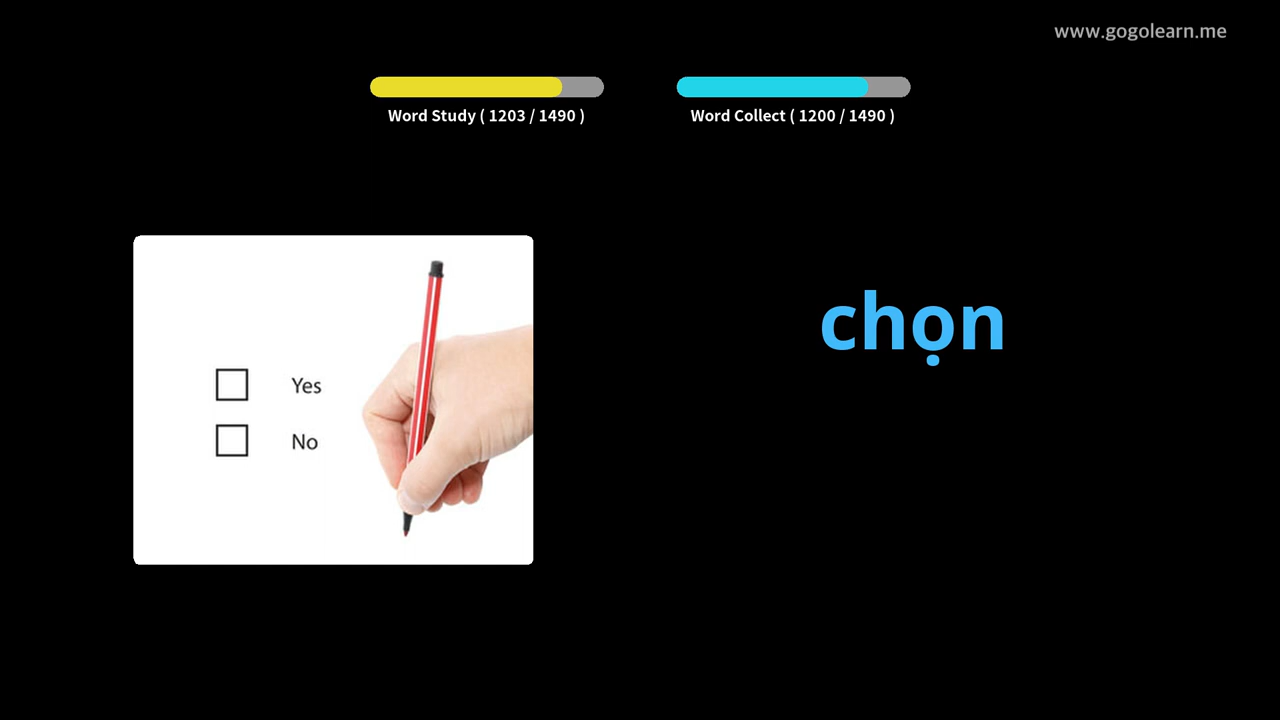 www.gogolearn.me
Word Study ( 1203 / 1490 )
Word Collect ( 1200 / 1490 )
chọn
Yes
No